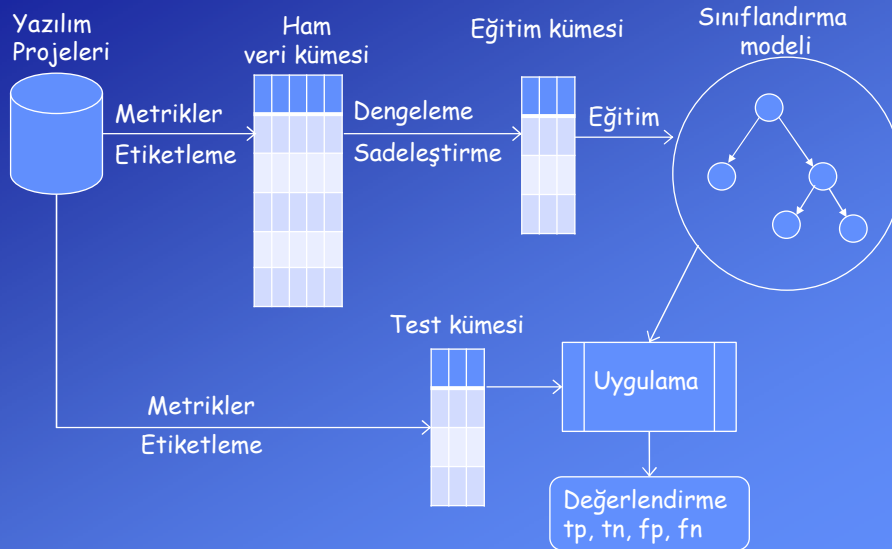 Yazılım
Projeleri
Ham
veri kümesi
Eğitim kümesi
Sınıflandırma
modeli
Metrikler
Etiketleme
Dengeleme
Sadeleştirme
Eğitim
Test kümesi
Metrikler
Etiketleme
Uygulama
Değerlendirme
tp, tn, fp, fn